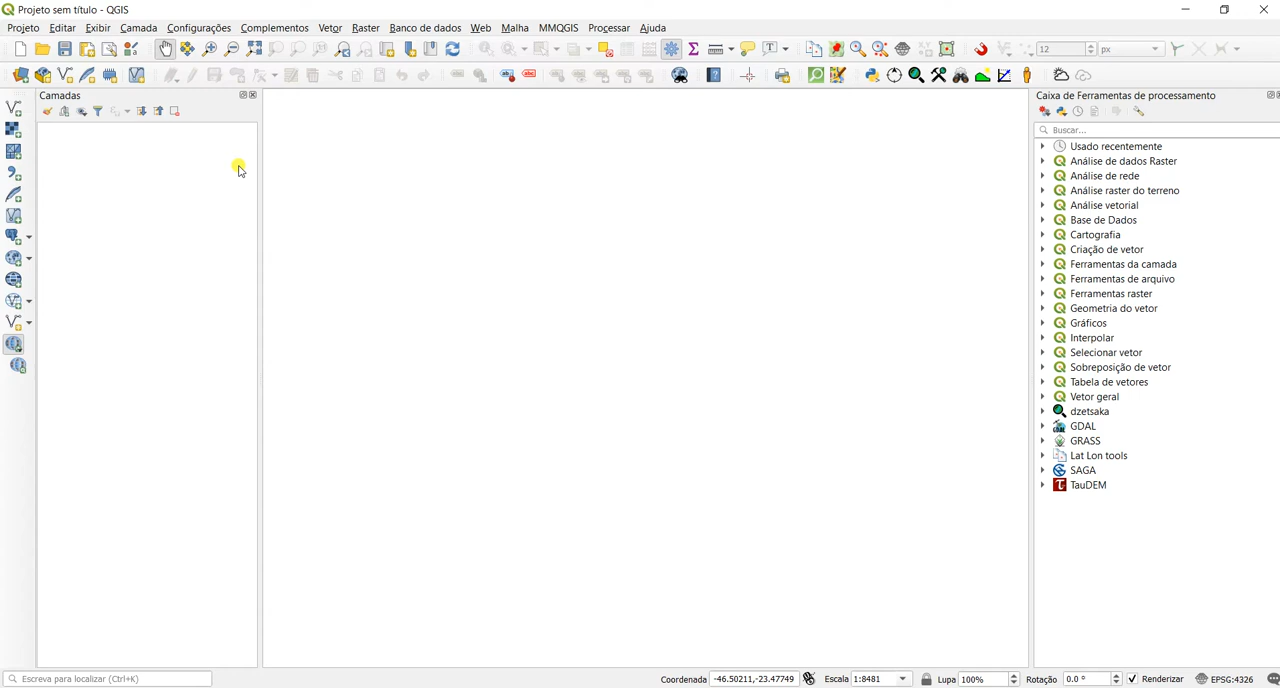 Projeto sem título - QGIS
Projeto Editar Exibir Camada Configurações Complementos Vetor Raster Banco de dados Web Malha MMQGIS Processar Ajuda
12 px
Camadas
Caixa de Ferramentas de processamento
Buscar...
Usado recentemente
Análise de dados Raster
Análise de rede
Análise raster do terreno
Análise vetorial
Base de Dados
Cartografia
Criação de vetor
Ferramentas da camada
Ferramentas de arquivo
Ferramentas raster
Geometria do vetor
Gráficos
Interpolar
Selecionar vetor
Sobreposição de vetor
Tabela de vetores
Vetor geral
dzetsaka
GDAL
GRASS
Lat Lon tools
SAGA
TauDEM
Escreva para localizar (Ctrl+K) Coordenada -46.50211,-23.47749 Escala 1:8481 Lupa 100% Rotação 0.0 ° Renderizar EPSG:4326